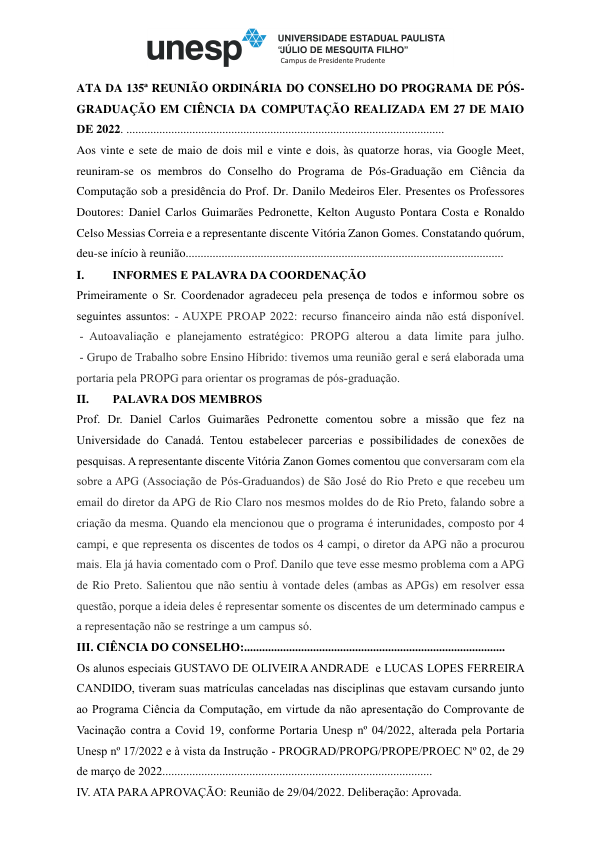 unesp
UNIVERSIDADE ESTADUAL PAULISTA
"JÚLIO DE MESQUITA FILHO"
Campus de Presidente Prudente
ATA DA 135ª REUNIÃO ORDINÁRIA DO CONSELHO DO PROGRAMA DE PÓS-
GRADUAÇÃO EM CIÊNCIA DA COMPUTAÇÃO REALIZADA EM 27 DE MAIO
DE 2022. ..........................................................................................................
Aos vinte e sete de maio de dois mil e vinte e dois, às quatorze horas, via Google Meet,
reuniram-se os membros do Conselho do Programa de Pós-Graduação em Ciência da
Computação sob a presidência do Prof. Dr. Danilo Medeiros Eler. Presentes os Professores
Doutores: Daniel Carlos Guimarães Pedronette, Kelton Augusto Pontara Costa e Ronaldo
Celso Messias Correia e a representante discente Vitória Zanon Gomes. Constatando quórum,
deu-se início à reunião..........................................................................................................
I. INFORMES E PALAVRA DA COORDENAÇÃO
Primeiramente o Sr. Coordenador agradeceu pela presença de todos e informou sobre os
seguintes assuntos: - AUXPE PROAP 2022: recurso financeiro ainda não está disponível.
- Autoavaliação e planejamento estratégico: PROPG alterou a data limite para julho.
- Grupo de Trabalho sobre Ensino Híbrido: tivemos uma reunião geral e será elaborada uma
portaria pela PROPG para orientar os programas de pós-graduação.
II. PALAVRA DOS MEMBROS
Prof. Dr. Daniel Carlos Guimarães Pedronette comentou sobre a missão que fez na
Universidade do Canadá. Tentou estabelecer parcerias e possibilidades de conexões de
pesquisas. A representante discente Vitória Zanon Gomes comentou que conversaram com ela
sobre a APG (Associação de Pós-Graduandos) de São José do Rio Preto e que recebeu um
email do diretor da APG de Rio Claro nos mesmos moldes do de Rio Preto, falando sobre a
criação da mesma. Quando ela mencionou que o programa é interunidades, composto por 4
campi, e que representa os discentes de todos os 4 campi, o diretor da APG não a procurou
mais. Ela já havia comentado com o Prof. Danilo que teve esse mesmo problema com a APG
de Rio Preto. Salientou que não sentiu à vontade deles (ambas as APGs) em resolver essa
questão, porque a ideia deles é representar somente os discentes de um determinado campus e
a representação não se restringe a um campus só.
III. CIÊNCIA DO CONSELHO:.......................................................................................
Os alunos especiais GUSTAVO DE OLIVEIRA ANDRADE e LUCAS LOPES FERREIRA
CANDIDO, tiveram suas matrículas canceladas nas disciplinas que estavam cursando junto
ao Programa Ciência da Computação, em virtude da não apresentação do Comprovante de
Vacinação contra a Covid 19, conforme Portaria Unesp nº 04/2022, alterada pela Portaria
Unesp nº 17/2022 e à vista da Instrução - PROGRAD/PROPG/PROPE/PROEC Nº 02, de 29
de março de 2022..........................................................................................
IV. ATA PARA APROVAÇÃO: Reunião de 29/04/2022. Deliberação: Aprovada.